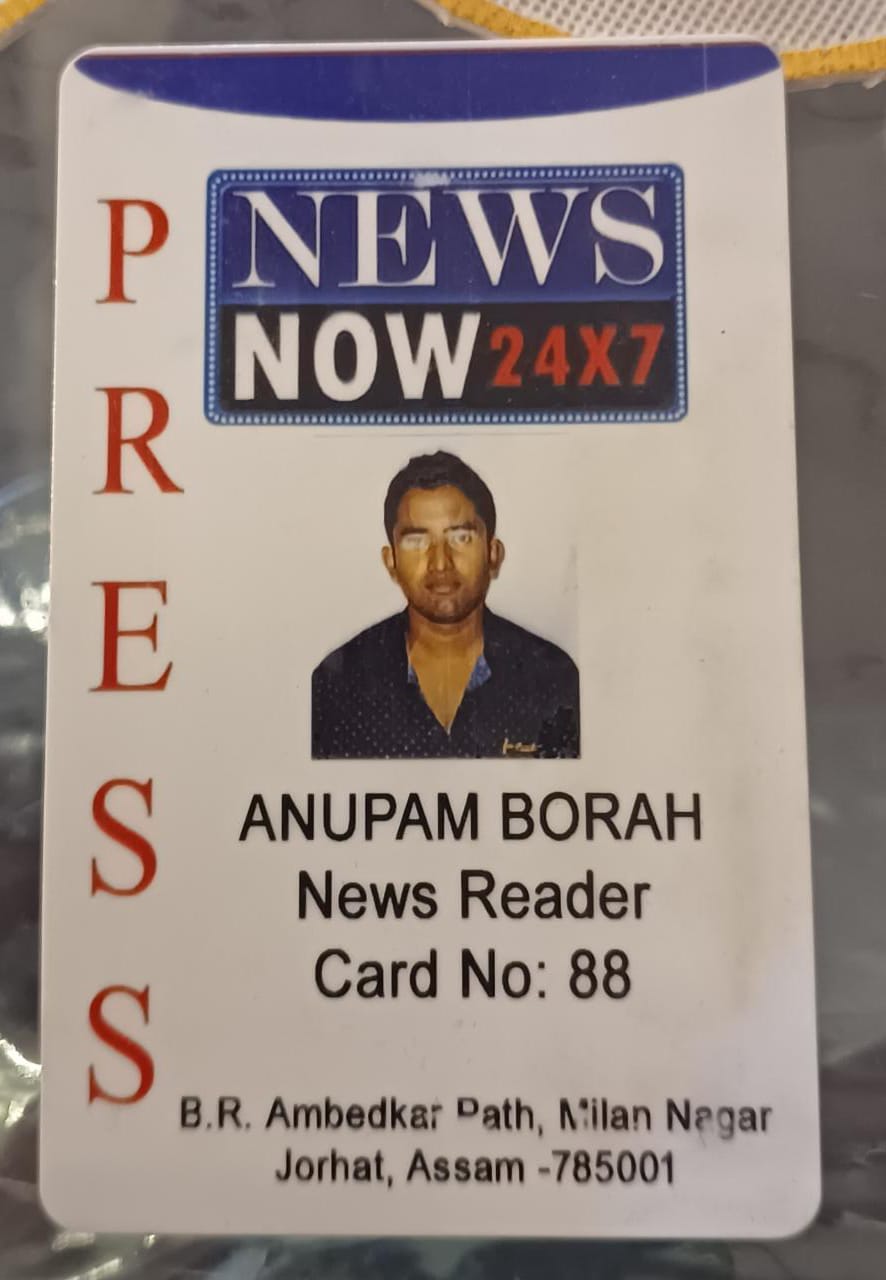 PRESS
NEWS
NOW 24X7
ANUPAM BORAH
News Reader
Card No: 88
B.R. Ambedkar Path, Milan Nagar
Jorhat, Assam -785001